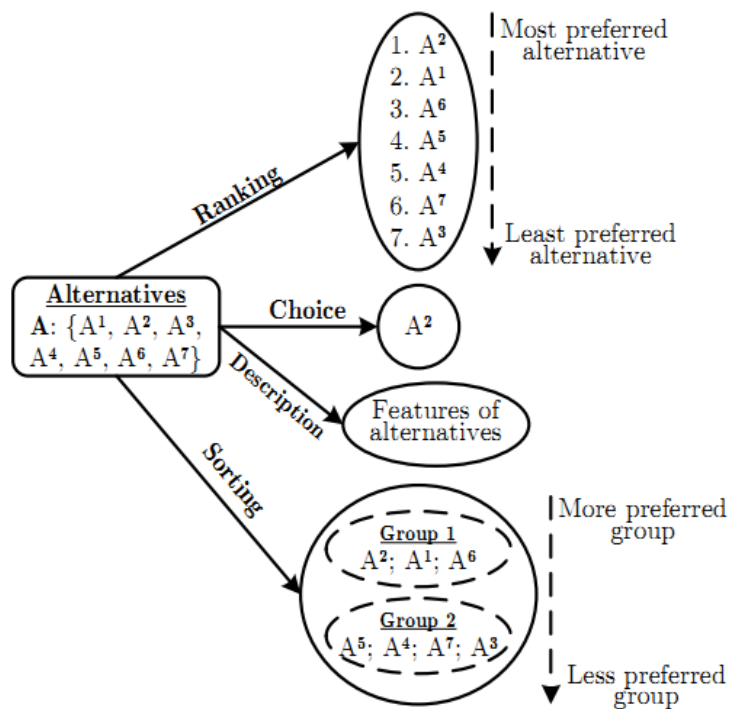 1. A²
2. A¹
3. A⁶
4. A⁵
5. A⁴
6. A⁷
7. A³
Most preferred
alternative
Least preferred
alternative
Ranking
Alternatives
A: {A¹, A², A³,
A⁴, A⁵, A⁶, A⁷}
Choice
A²
Description
Features of
alternatives
Sorting
Group 1
A²; A¹; A⁶
Group 2
A⁵; A⁴; A⁷; A³
More preferred
group
Less preferred
group